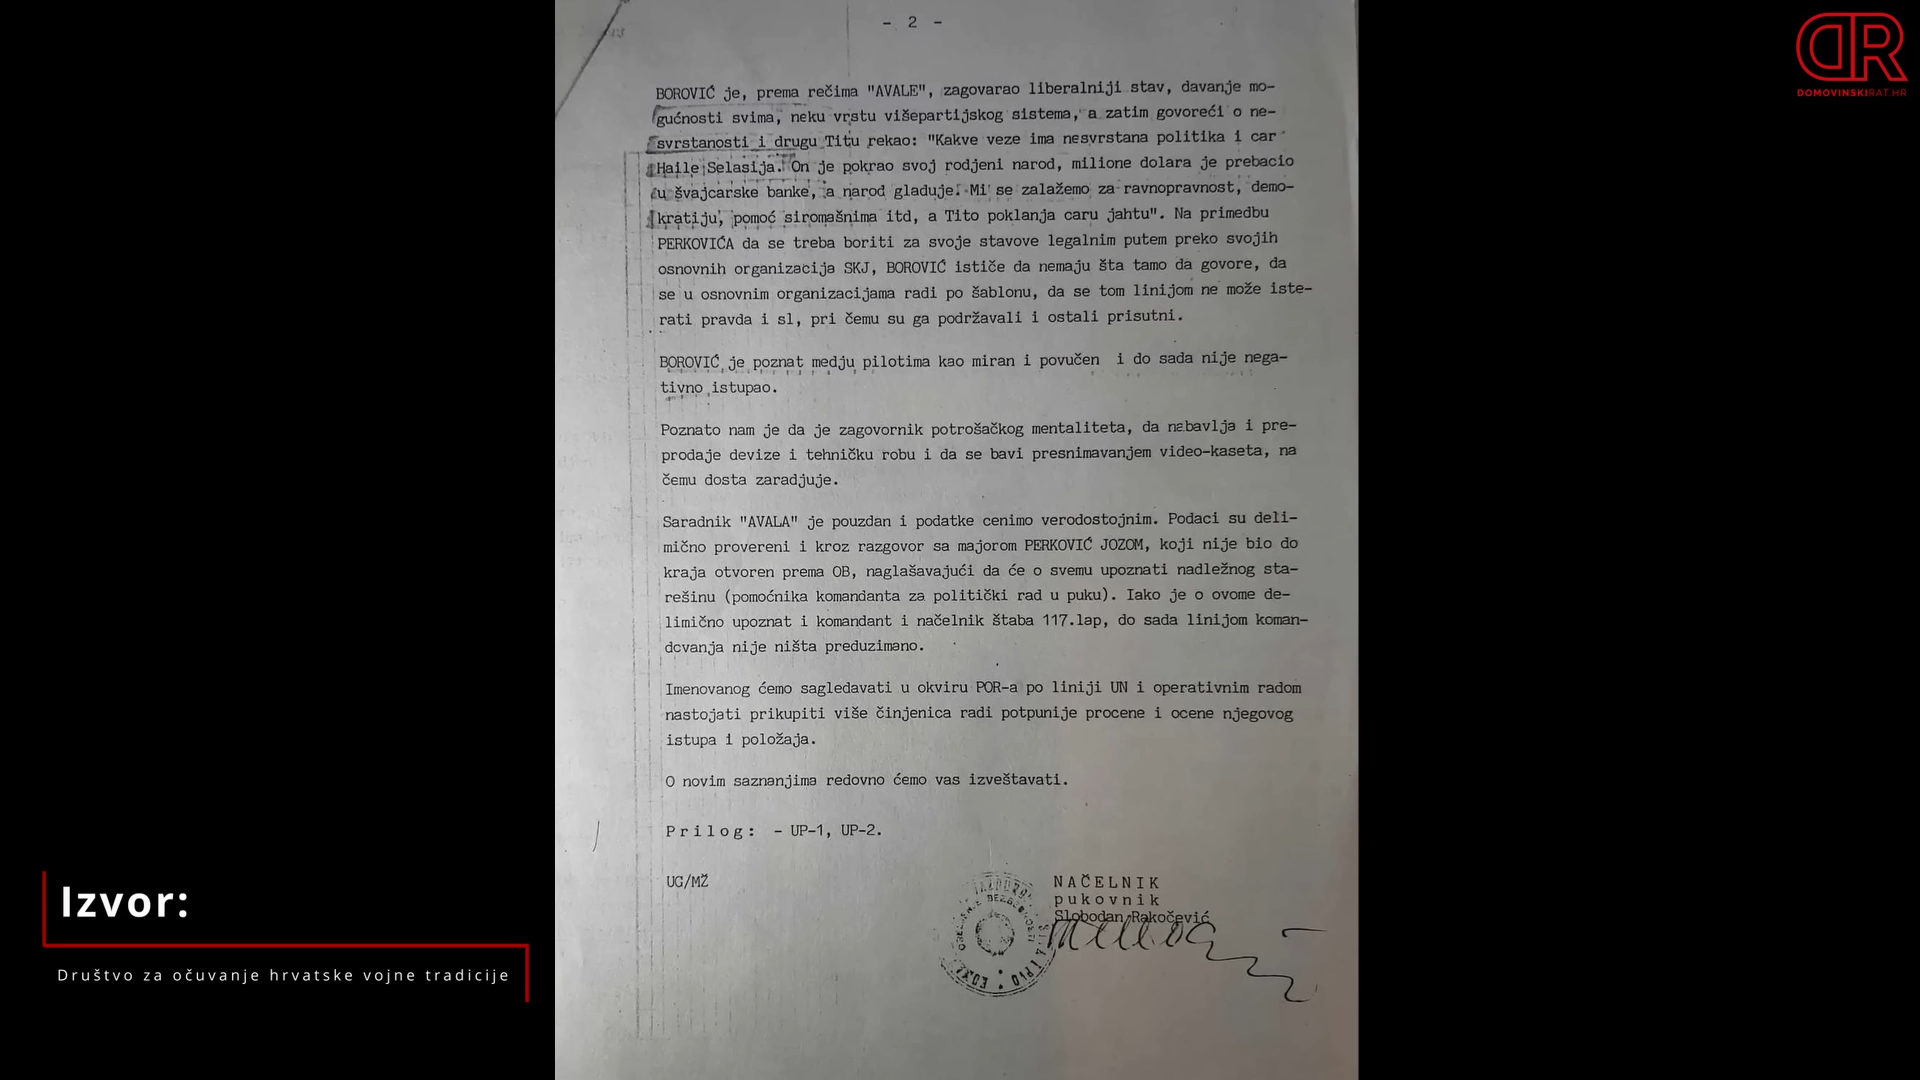 - 2 -
BOROVIĆ je, prema rečima "AVALE", zagovarao liberalniji stav, davanje mo-
gućnosti svima, neku vrstu višepartijskog sistema, a zatim govoreći o ne-
svrstanosti i drugu Titu rekao: "Kakve veze ima nesvrstana politika i car
Haile Selasija. On je pokrao svoj rodjeni narod, milione dolara je prebacio
u švajcarske banke, a narod gladuje. Mi se zalažemo za ravnopravnost, demo-
kratiju, pomoć siromašnima itd, a Tito poklanja caru jahtu". Na primedbu
PERKOVIĆA da se treba boriti za svoje stavove legalnim putem preko svojih
osnovnih organizacija SKJ, BOROVIĆ ističe da nemaju šta tamo da govore, da
se u osnovnim organizacijama radi po šablonu, da se tom linijom ne može iste-
rati pravda i sl, pri čemu su ga podržavali i ostali prisutni.
BOROVIĆ je poznat medju pilotima kao miran i povučen i do sada nije nega-
tivno istupao.
Poznato nam je da je zagovornik potrošačkog mentaliteta, da nabavlja i pre-
prodaje devize i tehničku robu i da se bavi presnimavanjem video-kaseta, na
čemu dosta zaradjuje.
Saradnik "AVALA" je pouzdan i podatke cenimo verodostojnim. Podaci su deli-
mično provereni i kroz razgovor sa majorom PERKOVIĆ JOZOM, koji nije bio do
kraja otvoren prema OB, naglašavajući da će o svemu upoznati nadležnog sta-
rešinu (pomoćnika komandanta za politički rad u puku). Iako je o ovome de-
limično upoznat i komandant i načelnik štaba 117.lap, do sada linijom koman-
dovanja nije ništa preduzimano.
Imenovanog ćemo sagledavati u okviru POR-a po liniji UN i operativnim radom
nastojati prikupiti više činjenica radi potpunije procene i ocene njegovog
istupa i položaja.
O novim saznanjima redovno ćemo vas izveštavati.
Prilog: - UP-1, UP-2.
UG/MŽ
NAČELNIK
pukovnik
Slobodan Rakočević
Izvor:
Društvo za očuvanje hrvatske vojne tradicije
DR
DOMOVINSKIRAT.HR